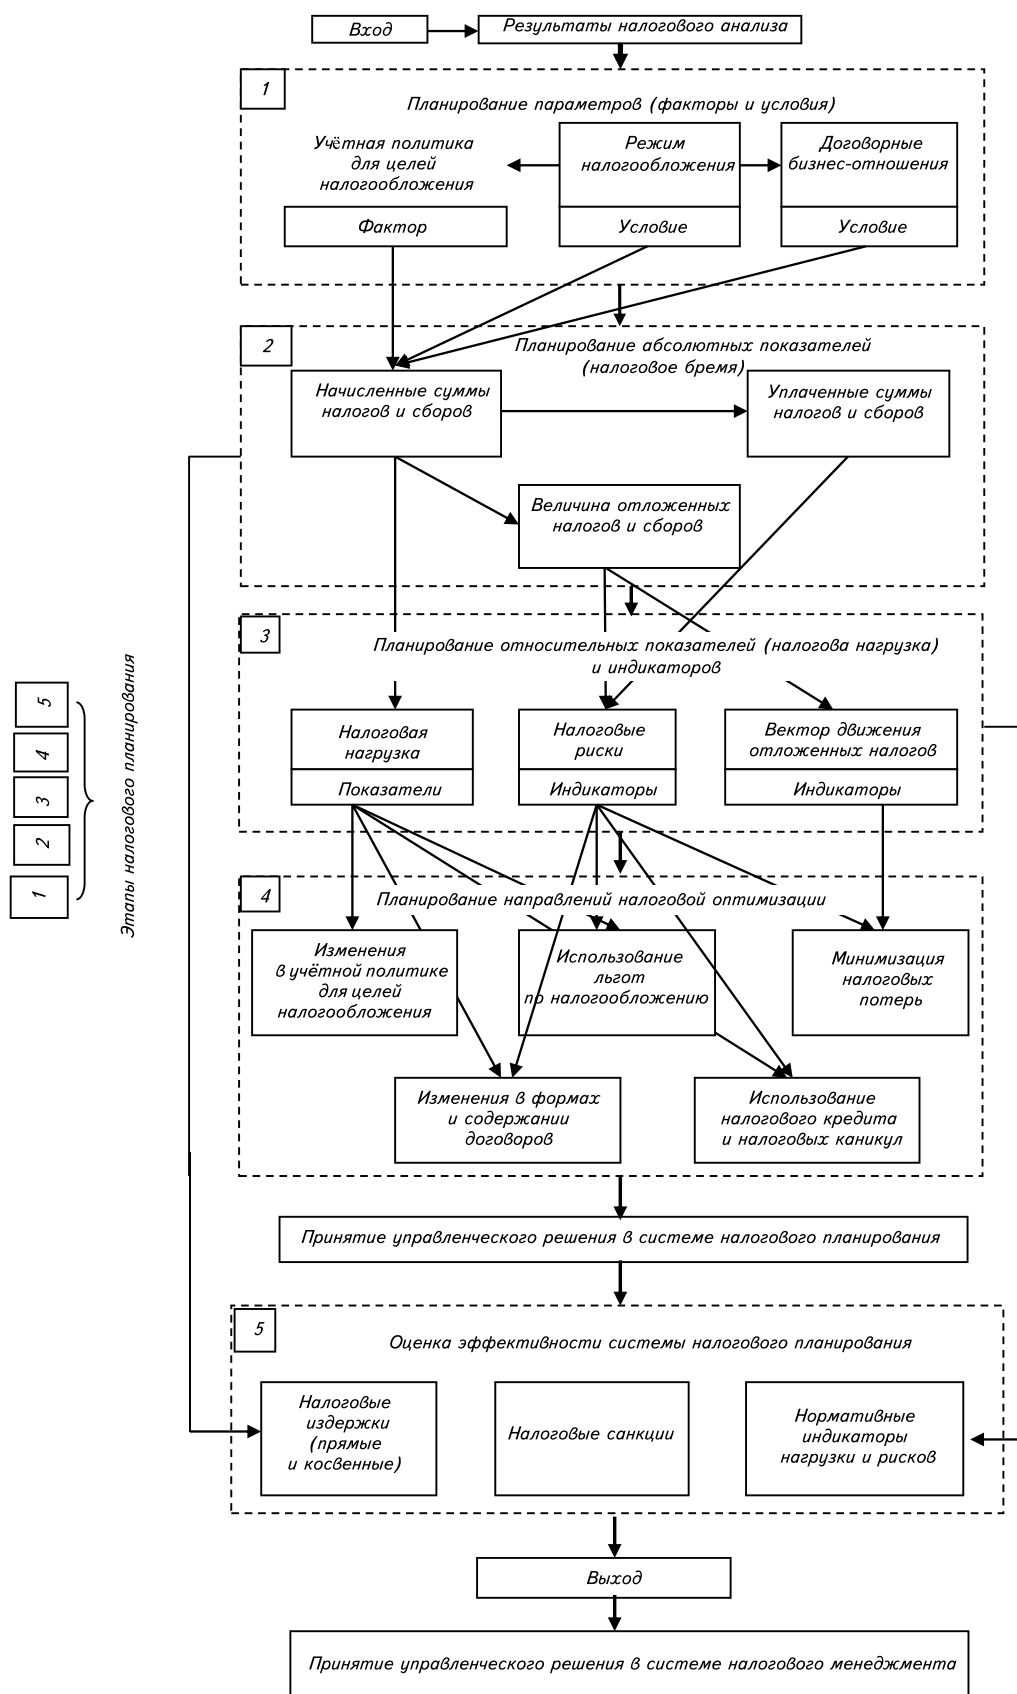 Вход
Результаты налогового анализа
1
Планирование параметров (факторы и условия)
Учётная политика
для целей
налогообложения
Фактор
Режим
налогообложения
Условие
Договорные
бизнес-отношения
Условие
2
Планирование абсолютных показателей
(налоговое бремя)
Начисленные суммы
налогов и сборов
Уплаченные суммы
налогов и сборов
Величина отложенных
налогов и сборов
3
Планирование относительных показателей (налогова нагрузка)
и индикаторов
Налоговая
нагрузка
Показатели
Налоговые
риски
Индикаторы
Вектор движения
отложенных налогов
Индикаторы
5
4
3
2
1
Этапы налогового планирования
4
Планирование направлений налоговой оптимизации
Изменения
в учётной политике
для целей
налогообложения
Использование
льгот
по налогообложению
Минимизация
налоговых
потерь
Изменения в формах
и содержании
договоров
Использование
налогового кредита
и налоговых каникул
Принятие управленческого решения в системе налогового планирования
5
Оценка эффективности системы налогового планирования
Налоговые
издержки
(прямые
и косвенные)
Налоговые санкции
Нормативные
индикаторы
нагрузки и рисков
Выход
Принятие управленческого решения в системе налогового менеджмента